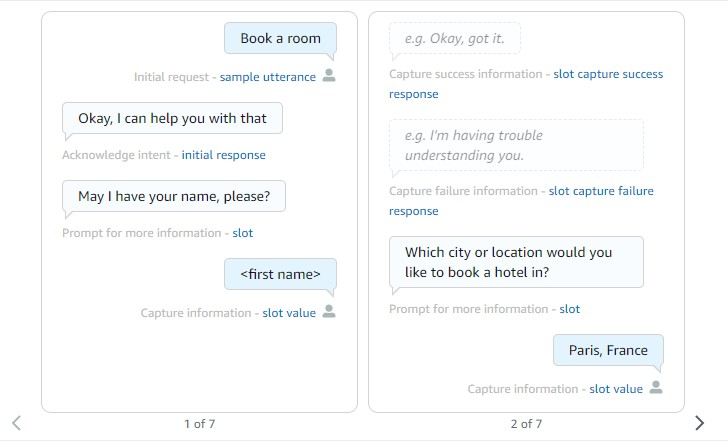 Book a room
Initial request - sample utterance
Okay, I can help you with that
Acknowledge intent - initial response
May I have your name, please?
Prompt for more information - slot
<first name>
Capture information - slot value
1 of 7
e.g. Okay, got it.
Capture success information - slot capture success
response
e.g. I'm having trouble
understanding you.
Capture failure information - slot capture failure
response
Which city or location would you
like to book a hotel in?
Prompt for more information - slot
Paris, France
Capture information - slot value
2 of 7